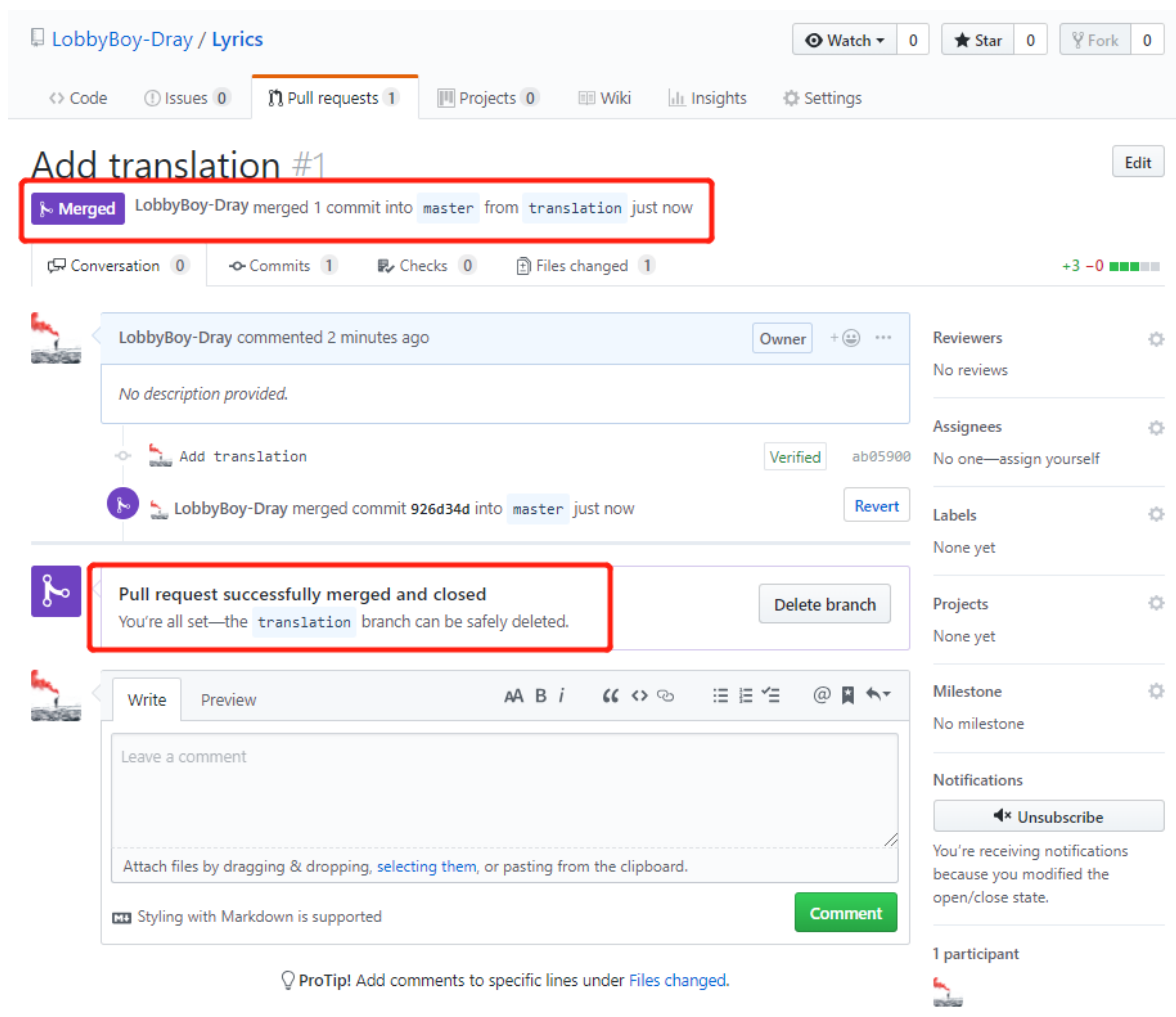 LobbyBoy-Dray / Lyrics
Watch 0 Star 0 Fork 0
Code Issues 0 Pull requests 1 Projects 0 Wiki Insights Settings
Add translation #1
Edit
Merged LobbyBoy-Dray merged 1 commit into master from translation just now
Conversation 0 Commits 1 Checks 0 Files changed 1 +3 −0
LobbyBoy-Dray commented 2 minutes ago Owner
No description provided.
Add translation Verified ab05900
LobbyBoy-Dray merged commit 926d34d into master just now Revert
Pull request successfully merged and closed
You're all set—the translation branch can be safely deleted.
Delete branch
Write Preview
AA B i
Leave a comment
Attach files by dragging & dropping, selecting them, or pasting from the clipboard.
Styling with Markdown is supported
Comment
ProTip! Add comments to specific lines under Files changed.
Reviewers
No reviews
Assignees
No one—assign yourself
Labels
None yet
Projects
None yet
Milestone
No milestone
Notifications
Unsubscribe
You're receiving notifications
because you modified the
open/close state.
1 participant